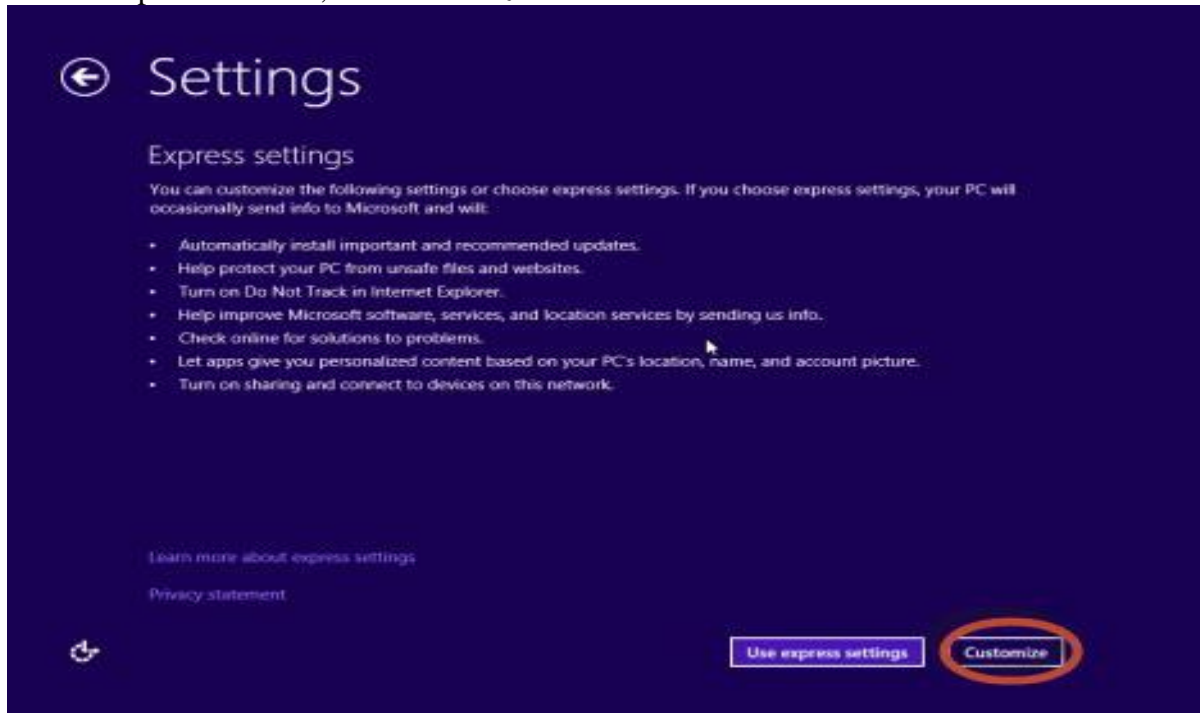 Settings
Express settings
You can customize the following settings or choose express settings. If you choose express settings, your PC will
occasionally send info to Microsoft and will:
• Automatically install important and recommended updates.
• Help protect your PC from unsafe files and websites.
• Turn on Do Not Track in Internet Explorer.
• Help improve Microsoft software, services, and location services by sending us info.
• Check online for solutions to problems.
• Let apps give you personalized content based on your PC's location, name, and account picture.
• Turn on sharing and connect to devices on this network.
Learn more about express settings
Privacy statement
Use express settings Customize